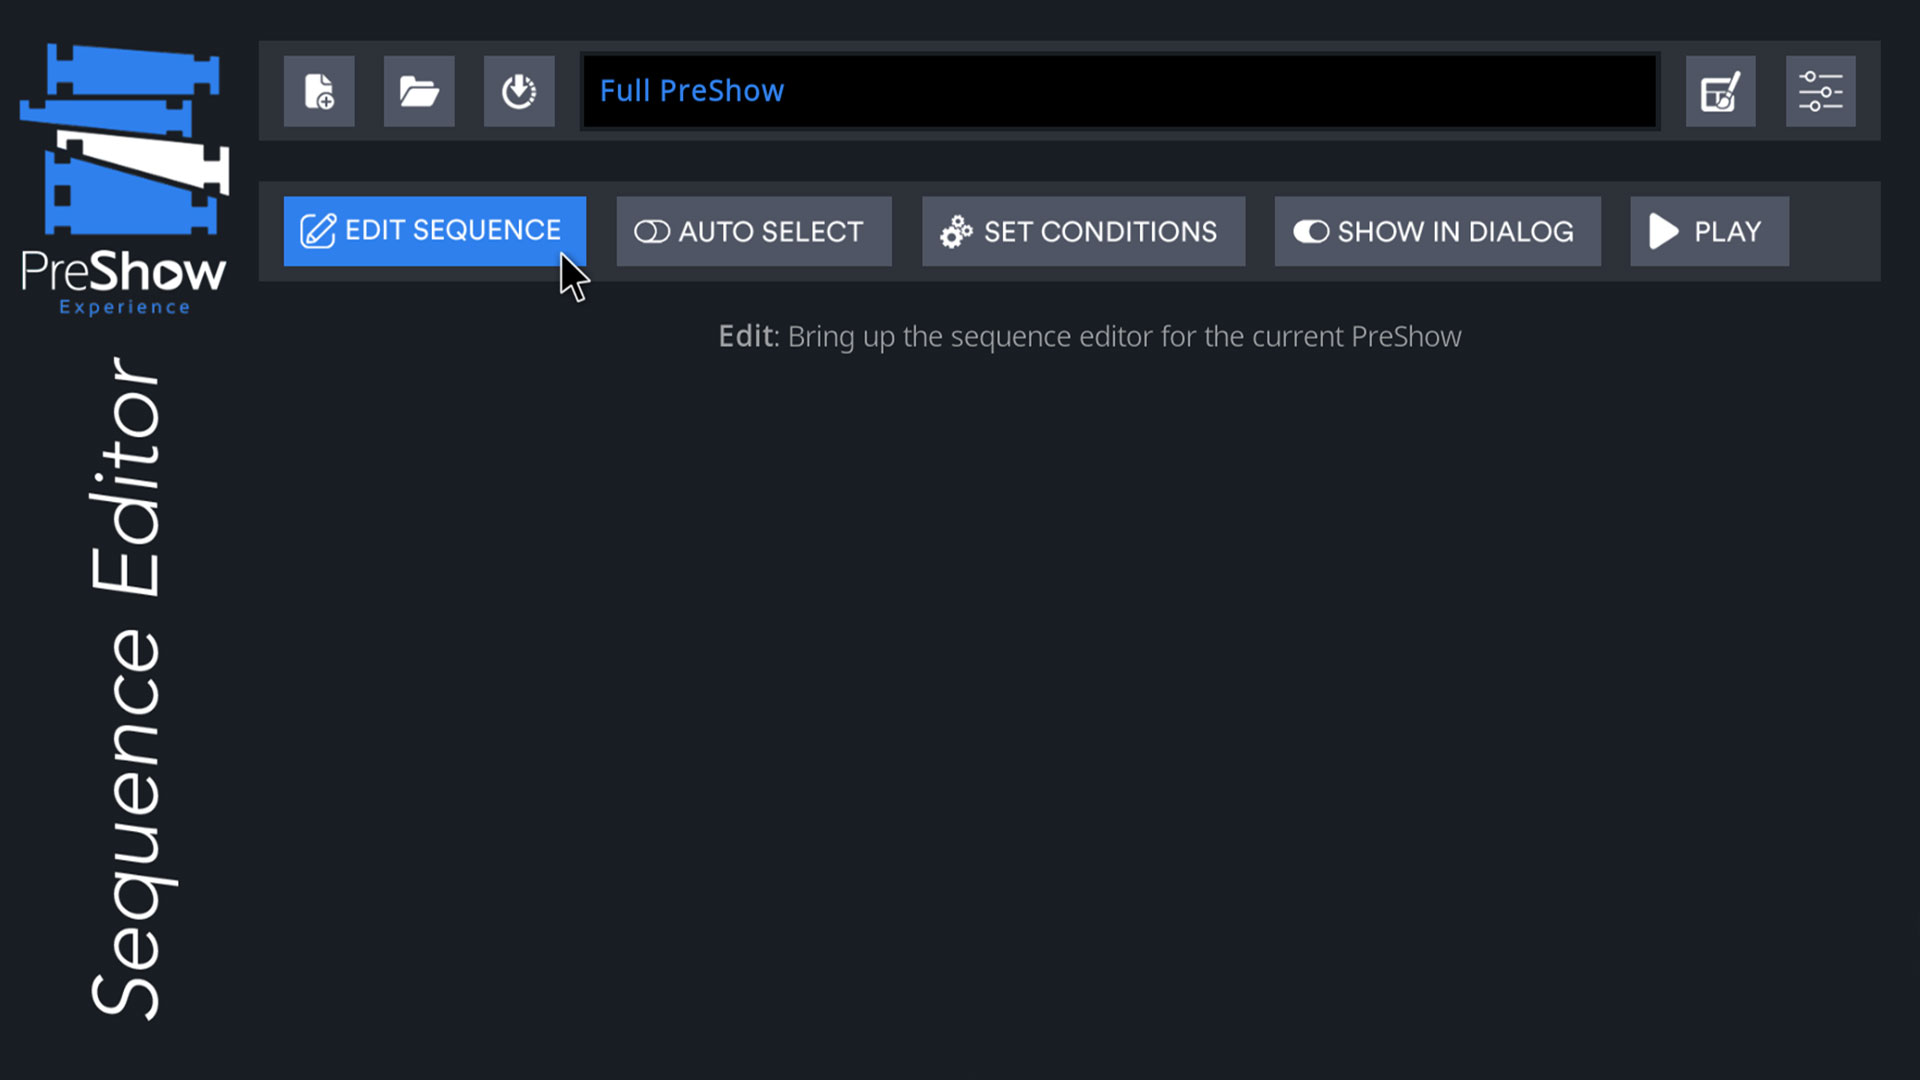 PreShow
Experience
Sequence Editor
Full PreShow
EDIT SEQUENCE
AUTO SELECT
SET CONDITIONS
SHOW IN DIALOG
PLAY
Edit: Bring up the sequence editor for the current PreShow